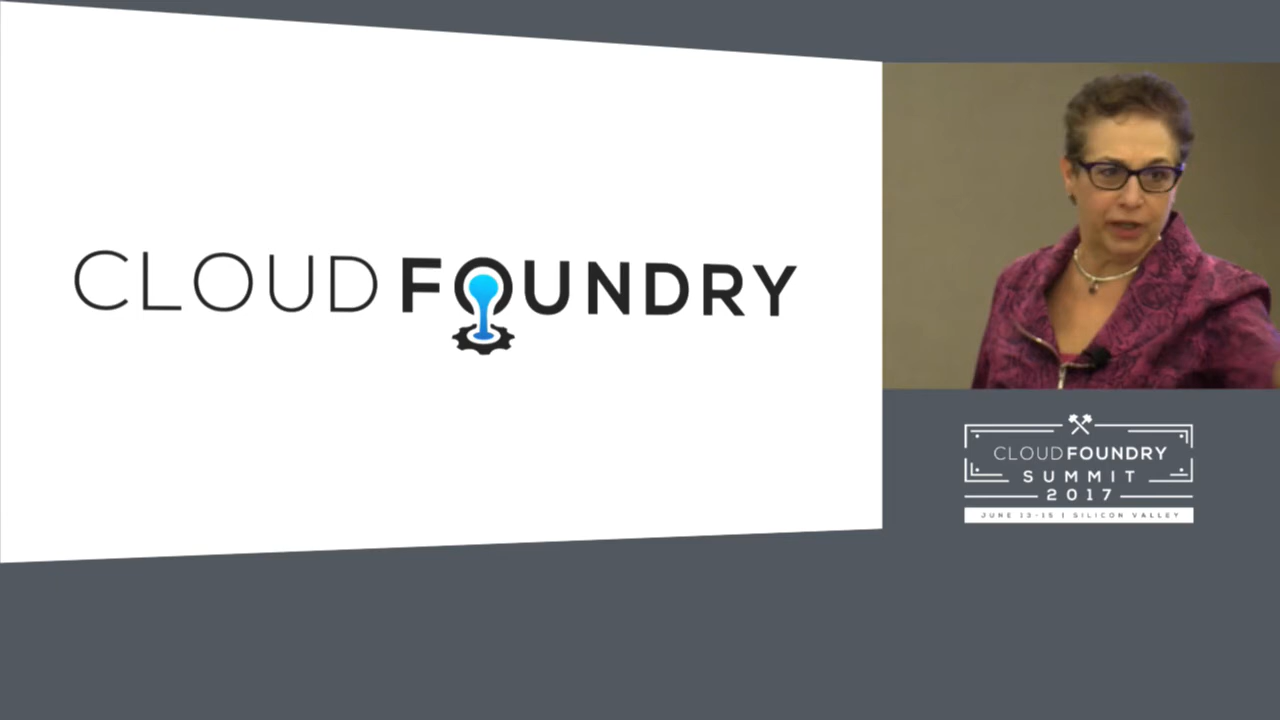 CLOUD FOUNDRY
CLOUD FOUNDRY
SUMMIT
2017
JUNE 13-15 | SILICON VALLEY